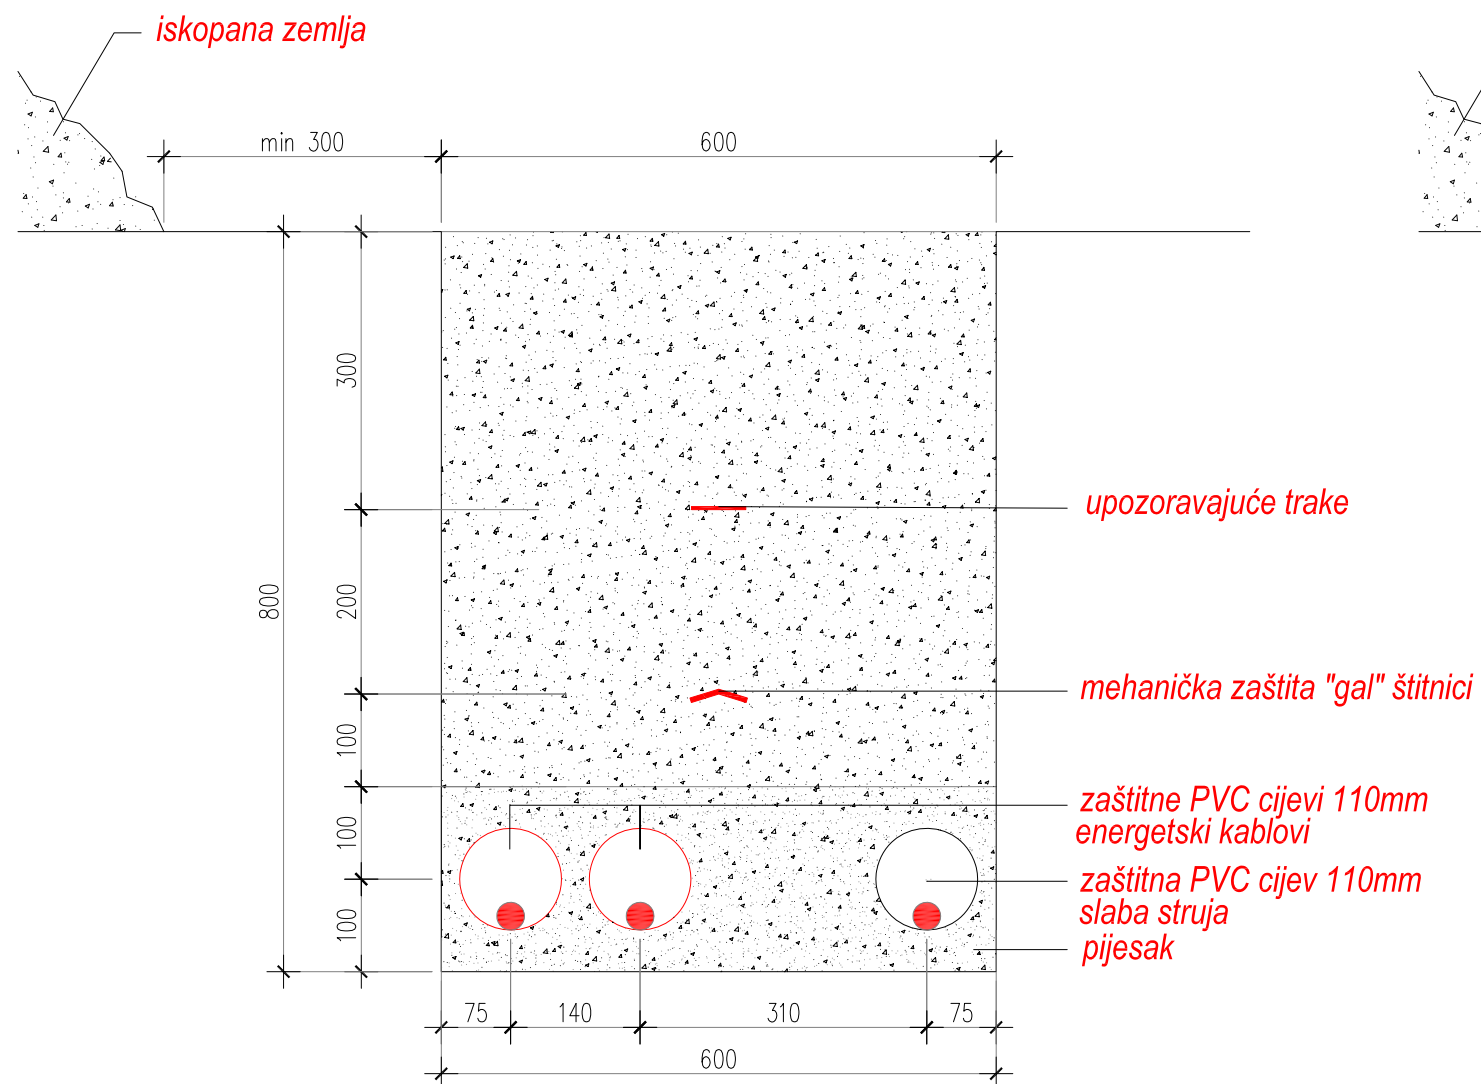 iskopana zemlja
min 300
600
300
upozoravajuće trake
800
200
mehanička zaštita "gal" štitnici
100
zaštitne PVC cijevi 110mm
energetski kablovi
100
zaštitna PVC cijev 110mm
slaba struja
100
pijesak
75
140
310
75
600